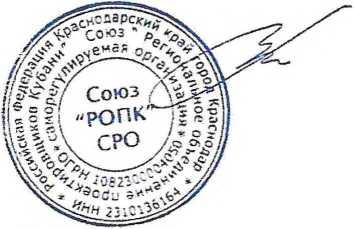 * Российская Федерация Краснодарский край город Краснодар * ИНН 2310136164
Союз "Региональное объединение проектировщиков Кубани"
* саморегулируемая организация * ОГРН
Союз
"РОПК"
СРО